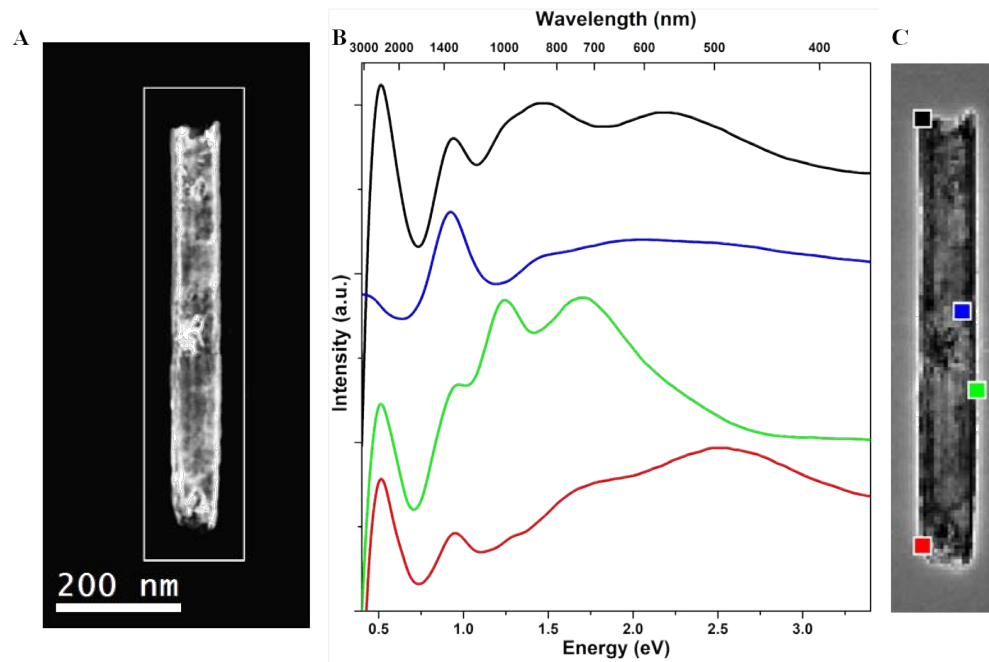 A
200 nm
B
Wavelength (nm)
3000 2000 1400 1000 800 700 600 500 400
Intensity (a.u.)
0.5 1.0 1.5 2.0 2.5 3.0
Energy (eV)
C